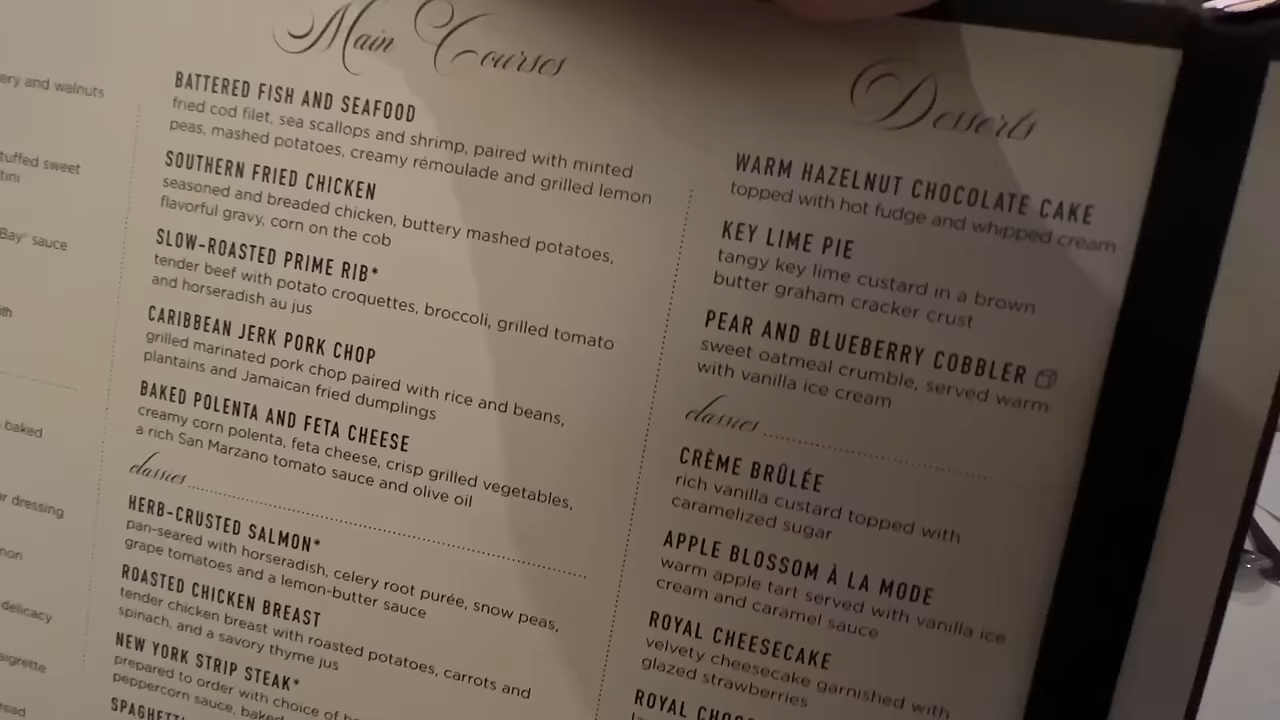 ery and walnuts
tuffed sweet
tini
Bay" sauce
ith
baked
r dressing
mon
delicacy
aigrette
ead
Main Courses
BATTERED FISH AND SEAFOOD
fried cod filet, sea scallops and shrimp, paired with minted
peas, mashed potatoes, creamy rémoulade and grilled lemon
SOUTHERN FRIED CHICKEN
seasoned and breaded chicken, buttery mashed potatoes,
flavorful gravy, corn on the cob
SLOW-ROASTED PRIME RIB*
tender beef with potato croquettes, broccoli, grilled tomato
and horseradish au jus
CARIBBEAN JERK PORK CHOP
grilled marinated pork chop paired with rice and beans,
plantains and Jamaican fried dumplings
BAKED POLENTA AND FETA CHEESE
creamy corn polenta, feta cheese, crisp grilled vegetables,
a rich San Marzano tomato sauce and olive oil
classics
HERB-CRUSTED SALMON*
pan-seared with horseradish, celery root purée, snow peas,
grape tomatoes and a lemon-butter sauce
ROASTED CHICKEN BREAST
tender chicken breast with roasted potatoes, carrots and
spinach, and a savory thyme jus
NEW YORK STRIP STEAK*
prepared to order with choice of
peppercorn sauce, baked
SPAGHETTI
Desserts
WARM HAZELNUT CHOCOLATE CAKE
topped with hot fudge and whipped cream
KEY LIME PIE
tangy key lime custard in a brown
butter graham cracker crust
PEAR AND BLUEBERRY COBBLER
sweet oatmeal crumble, served warm
with vanilla ice cream
classics
CRÈME BRÛLÉE
rich vanilla custard topped with
caramelized sugar
APPLE BLOSSOM À LA MODE
warm apple tart served with vanilla ice
cream and caramel sauce
ROYAL CHEESECAKE
velvety cheesecake garnished with
glazed strawberries
ROYAL CHOC